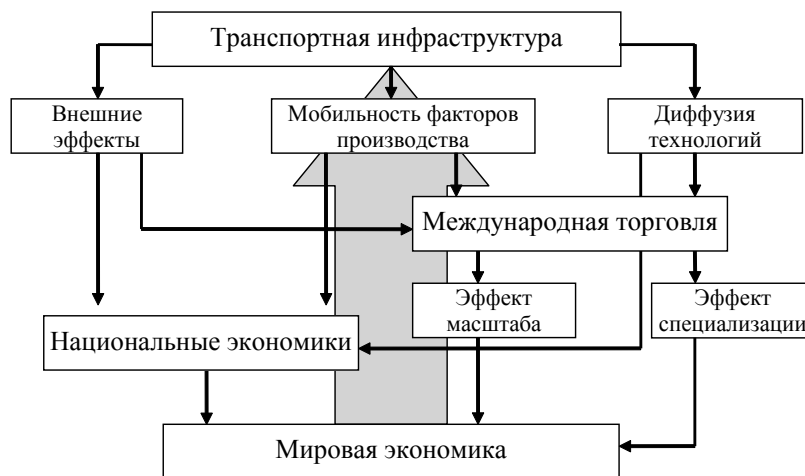 Транспортная инфраструктура
Внешние
эффекты
Мобильность факторов
производства
Диффузия
технологий
Международная торговля
Эффект
масштаба
Эффект
специализации
Национальные экономики
Мировая экономика